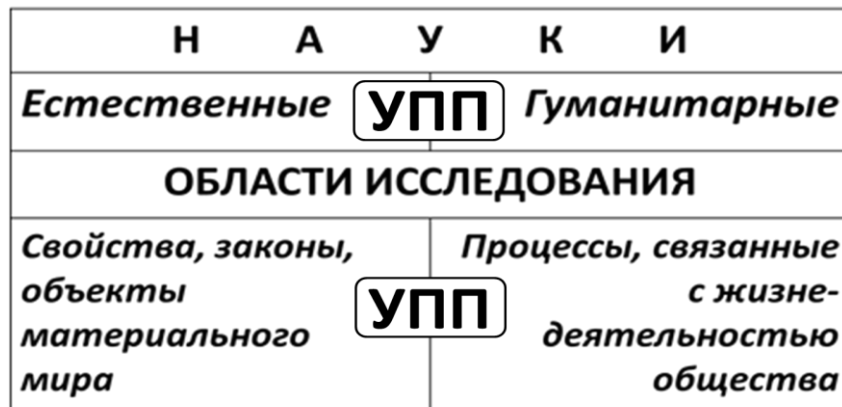 Н А У К И
Естественные УПП Гуманитарные
ОБЛАСТИ ИССЛЕДОВАНИЯ
Свойства, законы,
объекты
материального
мира
УПП
Процессы, связанные
с жизне-
деятельностью
общества